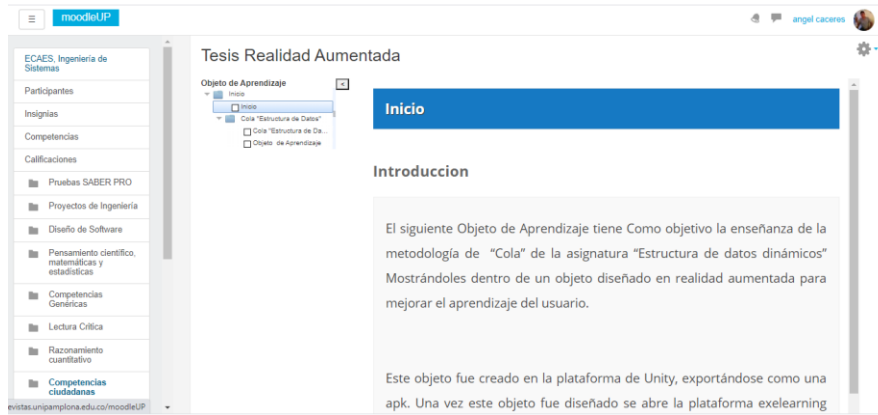 moodleUP
angel caceres
ECAES, Ingeniería de
Sistemas
Participantes
Insignias
Competencias
Calificaciones
Pruebas SABER PRO
Proyectos de Ingeniería
Diseño de Software
Pensamiento científico,
matemáticas y
estadísticas
Competencias
Genéricas
Lectura Crítica
Razonamiento
cuantitativo
Competencias
ciudadanas
evistas.unipamplona.edu.co/moodleUP
Tesis Realidad Aumentada
Objeto de Aprendizaje
<
Inicio
Inicio
Cola "Estructura de Datos"
Cola "Estructura de Da...
Objeto de Aprendizaje
Inicio
Introduccion
El siguiente Objeto de Aprendizaje tiene Como objetivo la enseñanza de la
metodología de “Cola” de la asignatura “Estructura de datos dinámicos”
Mostrándoles dentro de un objeto diseñado en realidad aumentada para
mejorar el aprendizaje del usuario.
Este objeto fue creado en la plataforma de Unity, exportándose como una
apk. Una vez este objeto fue diseñado se abre la plataforma exelearning